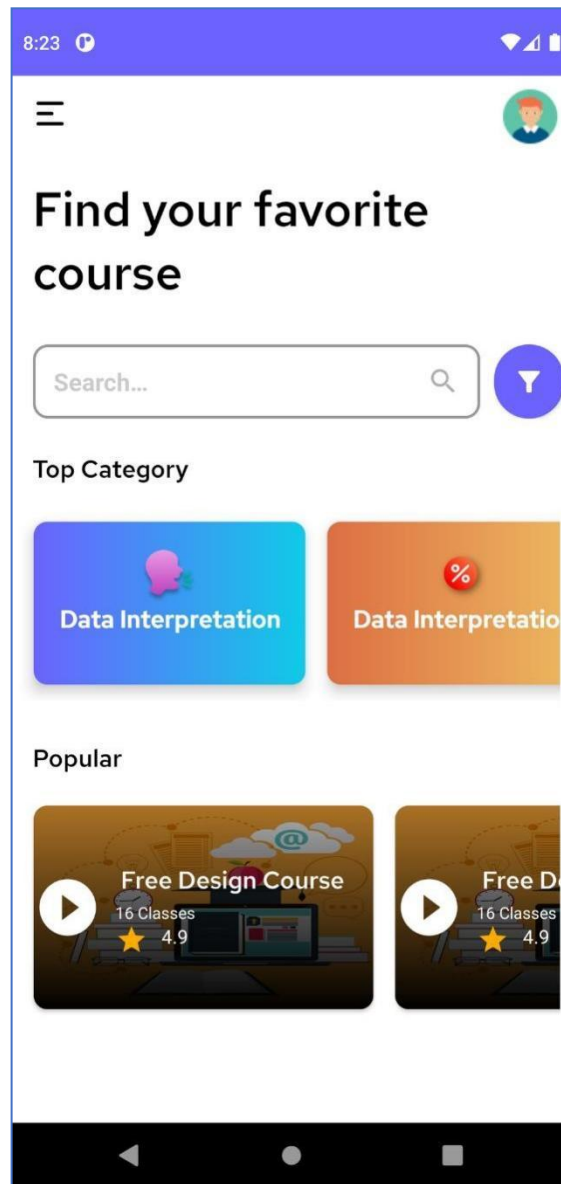 8:23
Find your favorite
course
Search...
Top Category
Data Interpretation
Data Interpretatio
Popular
Free Design Course
16 Classes
4.9
Free D
16 Classes
4.9